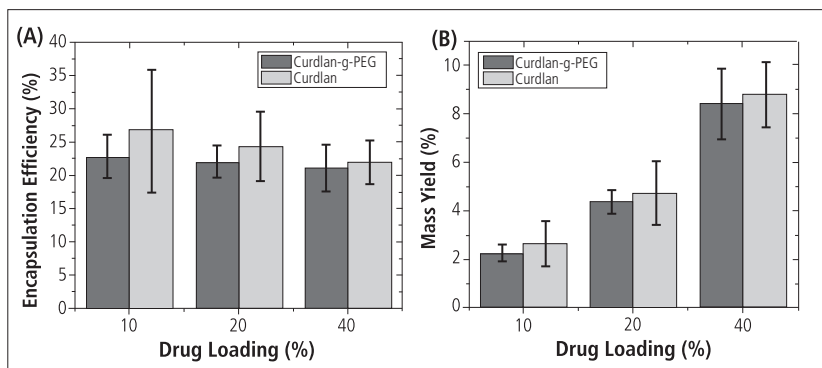 (A)
Encapsulation Efficiency (%)
40
35
30
25
20
15
10
5
0
Curdlan-g-PEG
Curdlan
10 20 40
Drug Loading (%)
(B)
Mass Yield (%)
10
8
6
4
2
0
Curdlan-g-PEG
Curdlan
10 20 40
Drug Loading (%)